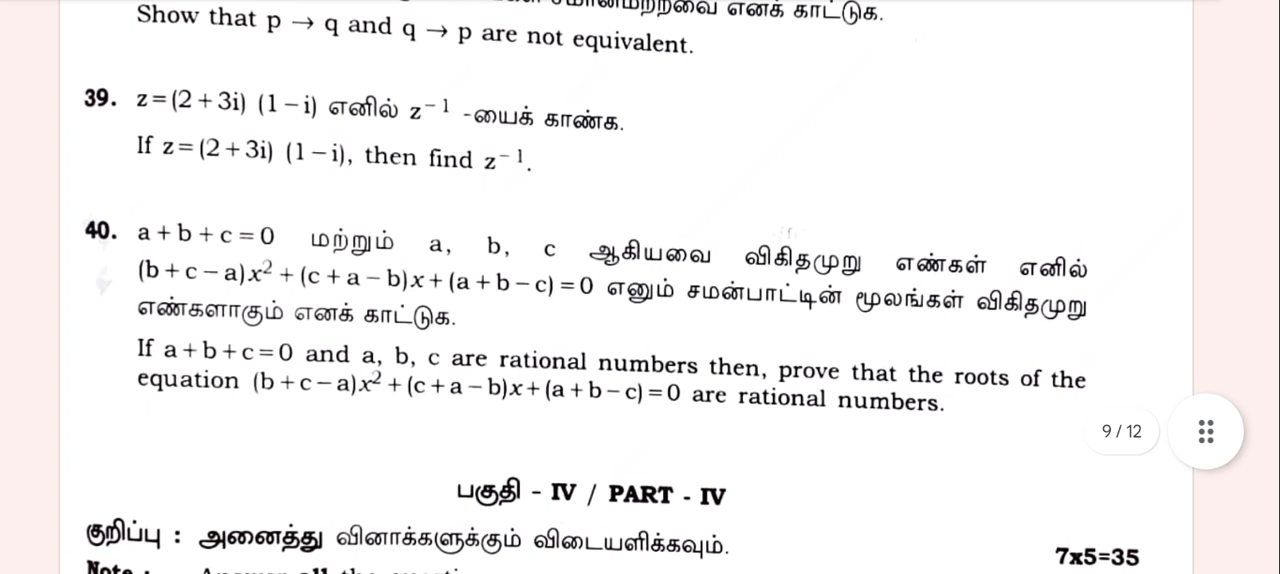 எனக் காட்டுக.
Show that p → q and q → p are not equivalent.
39. z=(2+3i) (1−i) எனில் z⁻¹ -யைக் காண்க.
If z=(2+3i) (1−i), then find z⁻¹.
40. a+b+c=0 மற்றும் a, b, c ஆகியவை விகிதமுறு எண்கள் எனில்
(b+c−a)x²+(c+a−b)x+(a+b−c)=0 எனும் சமன்பாட்டின் மூலங்கள் விகிதமுறு
எண்களாகும் எனக் காட்டுக.
If a+b+c=0 and a, b, c are rational numbers then, prove that the roots of the
equation (b+c−a)x²+(c+a−b)x+(a+b−c)=0 are rational numbers.
9 / 12
பகுதி - IV / PART - IV
குறிப்பு : அனைத்து வினாக்களுக்கும் விடையளிக்கவும்.
7x5=35
Note :